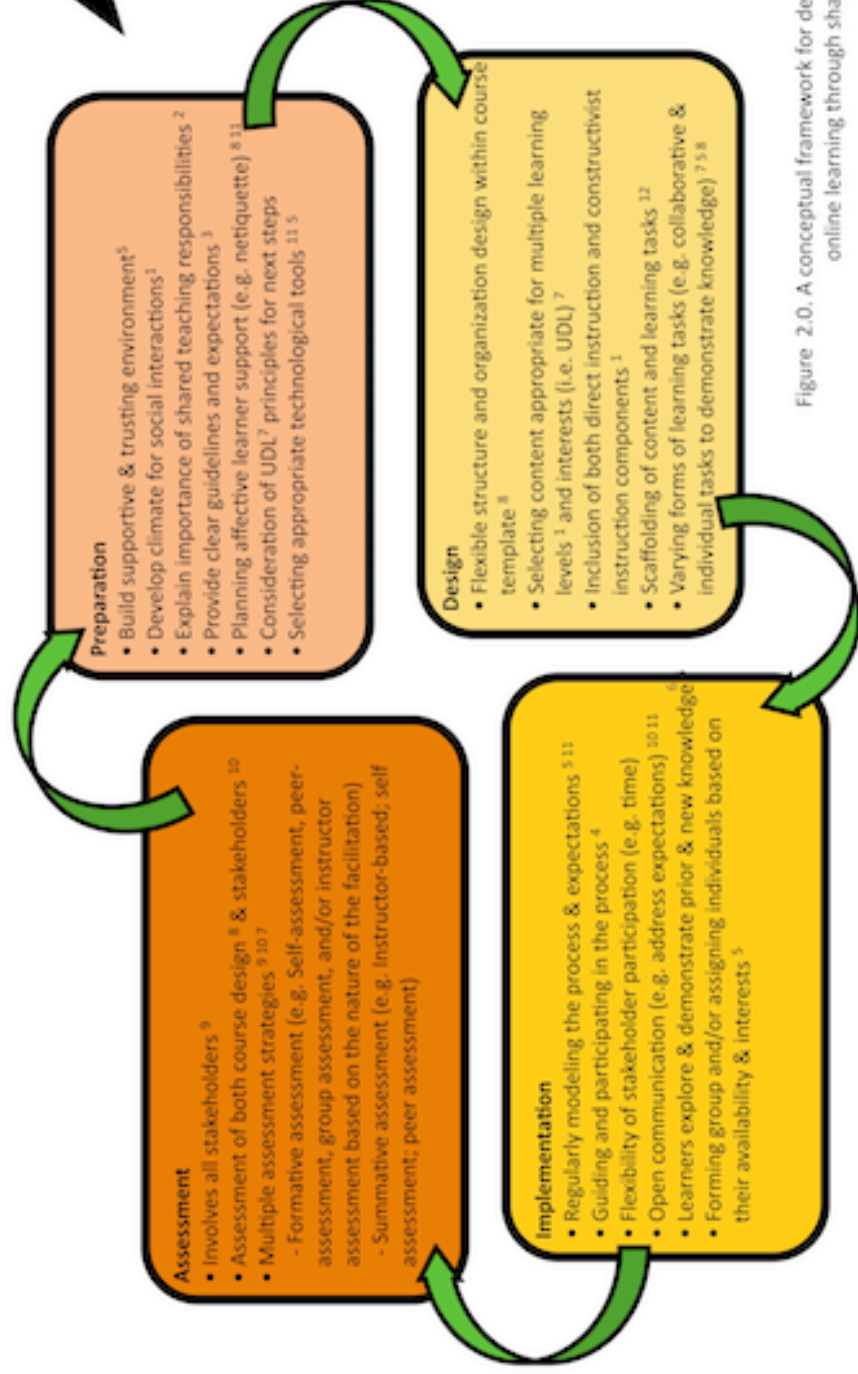 Assessment
• Involves all stakeholders ⁹
• Assessment of both course design ⁸ & stakeholders ¹⁰
• Multiple assessment strategies ⁹ ¹⁰ ⁷
- Formative assessment (e.g. Self-assessment, peer-
assessment, group assessment, and/or instructor
assessment based on the nature of the facilitation)
- Summative assessment (e.g. Instructor-based; self
assessment; peer assessment)
Preparation
• Build supportive & trusting environment⁵
• Develop climate for social interactions¹
• Explain importance of shared teaching responsibilities ²
• Provide clear guidelines and expectations ³
• Planning affective learner support (e.g. netiquette) ⁸ ¹¹
• Consideration of UDL⁷ principles for next steps
• Selecting appropriate technological tools ¹¹ ⁵
Implementation
• Regularly modeling the process & expectations ⁵ ¹¹
• Guiding and participating in the process ⁴
• Flexibility of stakeholder participation (e.g. time)
• Open communication (e.g. address expectations) ¹⁰ ¹¹
• Learners explore & demonstrate prior & new knowledge ⁶
• Forming group and/or assigning individuals based on
their availability & interests ⁵
Design
• Flexible structure and organization design within course
template ⁸
• Selecting content appropriate for multiple learning
levels ¹ and interests (i.e. UDL) ⁷
• Inclusion of both direct instruction and constructivist
instruction components ¹
• Scaffolding of content and learning tasks ¹²
• Varying forms of learning tasks (e.g. collaborative &
individual tasks to demonstrate knowledge) ⁷ ⁵ ⁸
Figure 2.0. A conceptual framework for de
online learning through sha